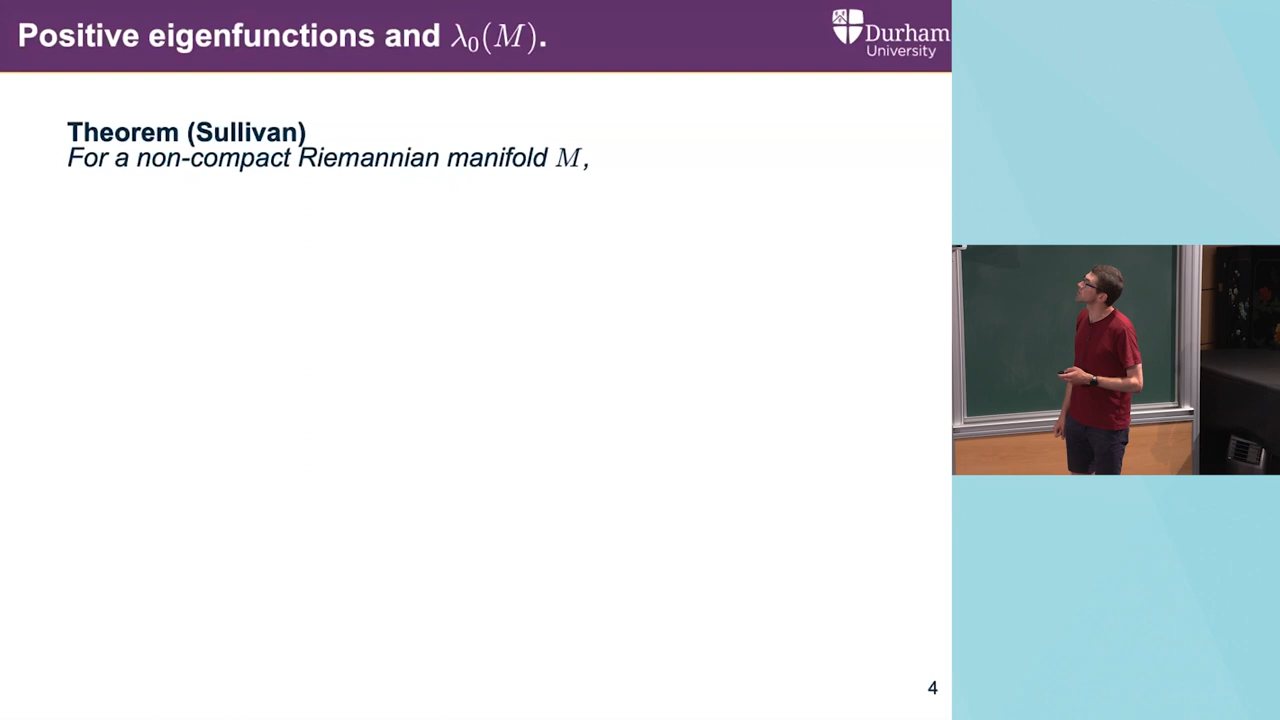 Positive eigenfunctions and λ₀(M).
Durham
University
Theorem (Sullivan)
For a non-compact Riemannian manifold M,
4